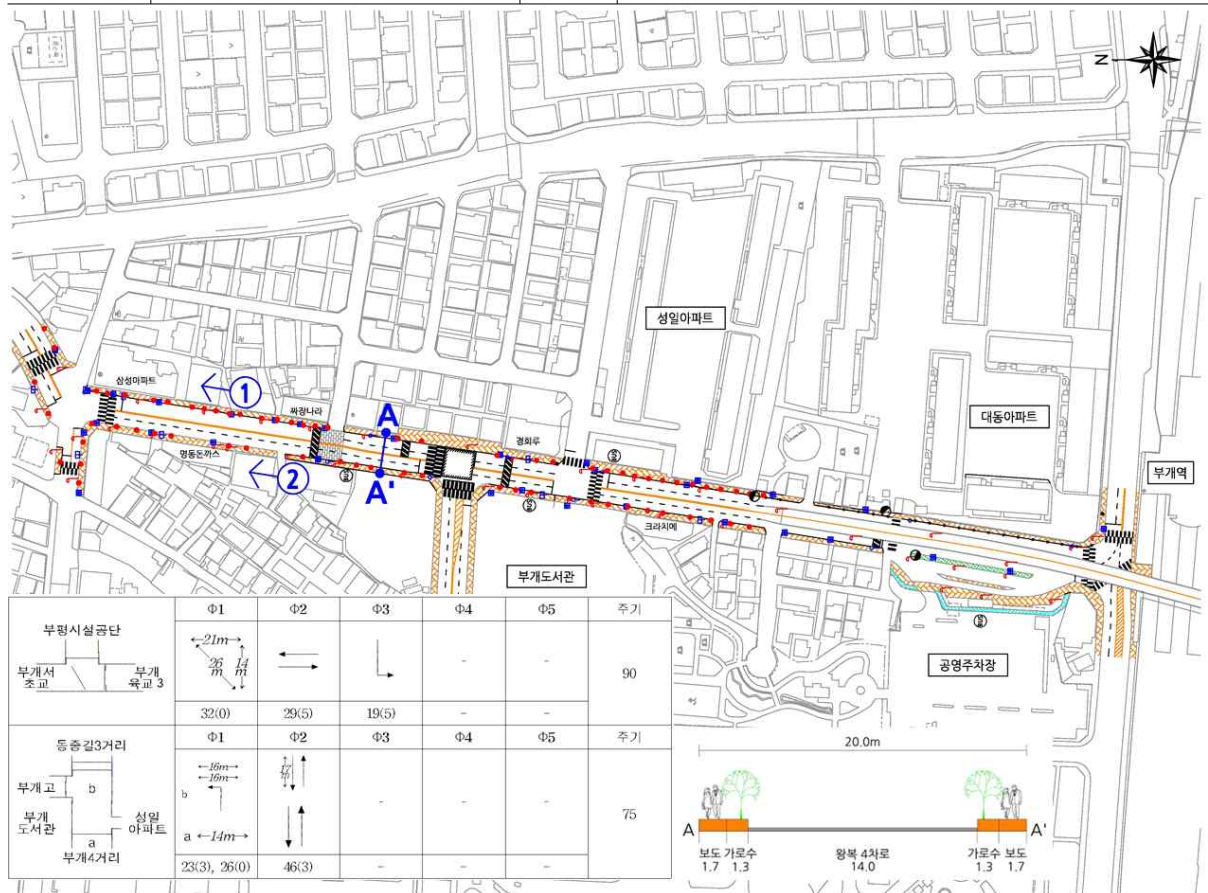 N
성일아파트
대동아파트
부개역
삼성아파트
①
짜장나라
A
경회루
명동돈까스
②
A'
크라치에
부개도서관
공영주차장
Φ1 Φ2 Φ3 Φ4 Φ5 주기
부평시설공단
부개서
초교
부개
육교 3
21m
26
m
14
m
- -
90
32(0) 29(5) 19(5) - -
Φ1 Φ2 Φ3 Φ4 Φ5 주기
동중길3거리
부개고
b
부개
도서관
성일
아파트
a
부개4거리
16m
16m
b
a 14m
- - -
75
23(3), 26(0) 46(3) - - -
20.0m
A A'
보도 가로수 왕복 4차로 가로수 보도
1.7 1.3 14.0 1.3 1.7